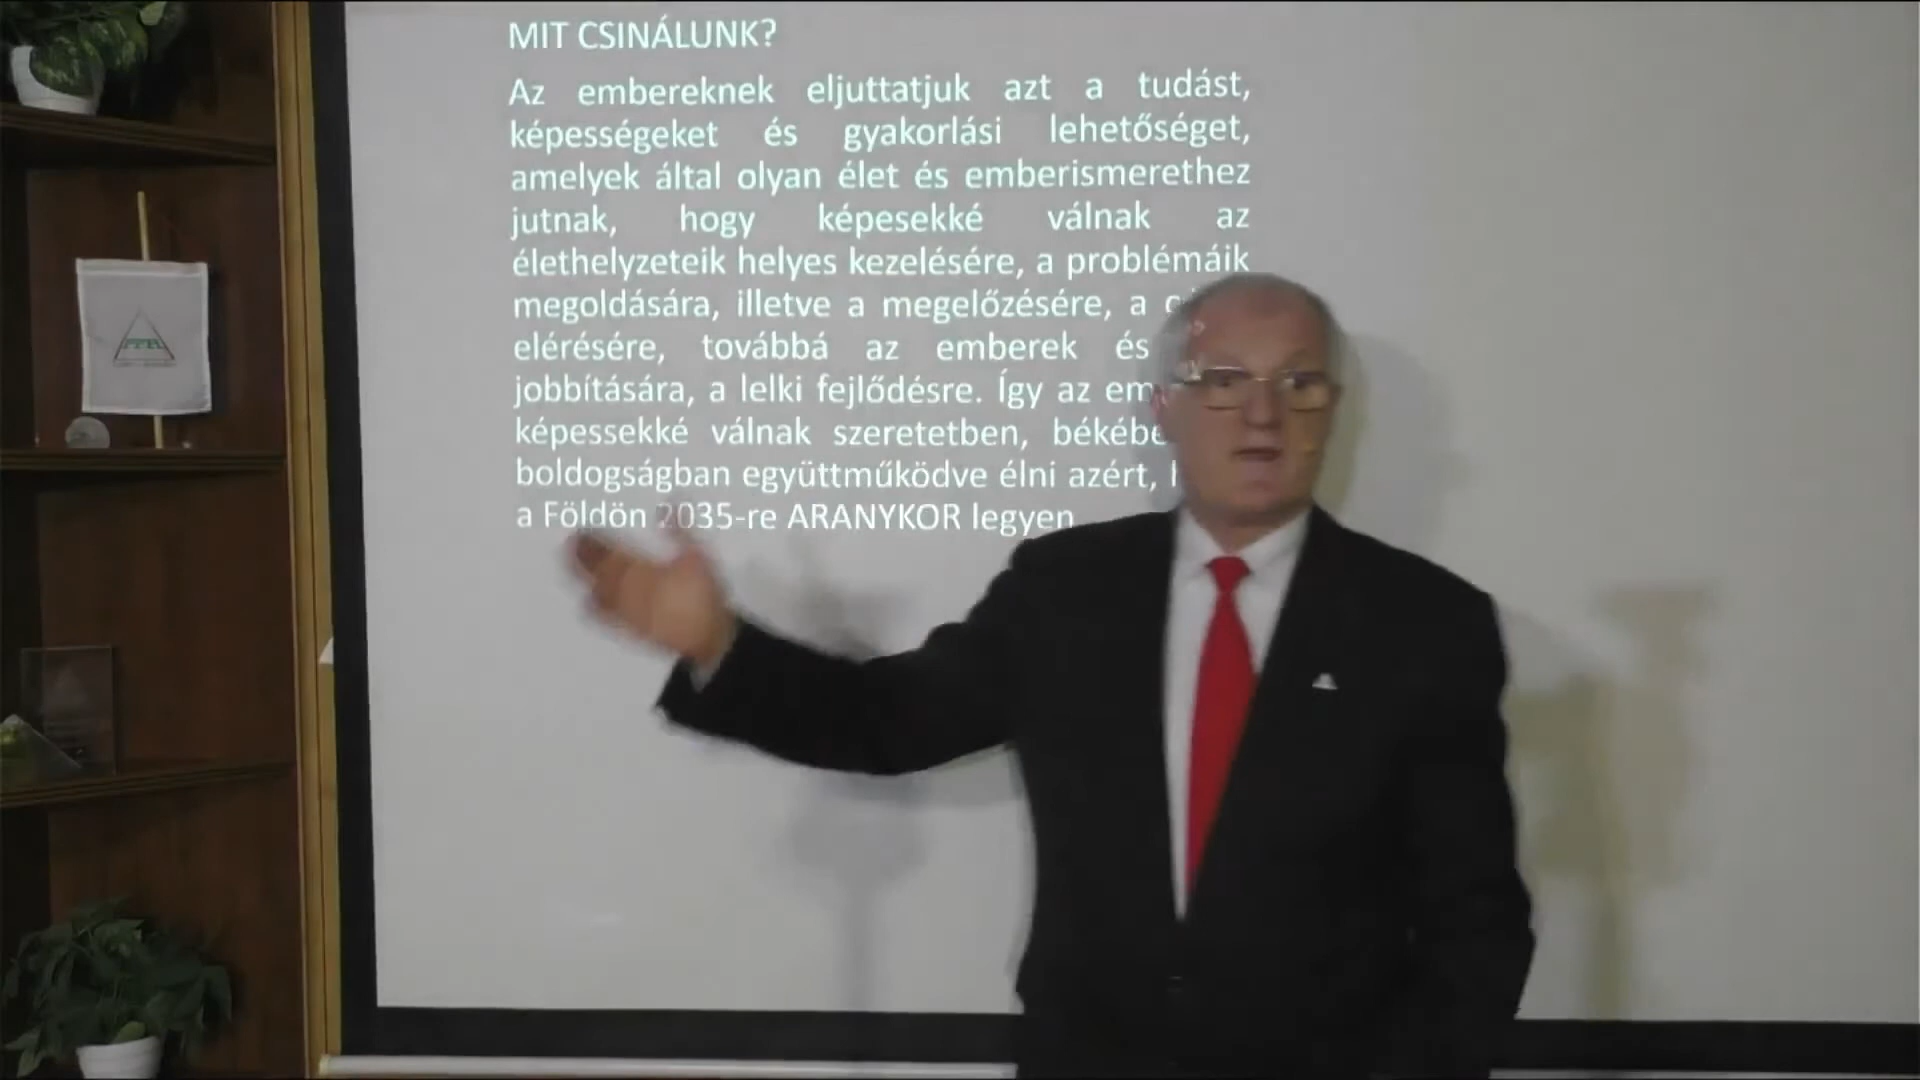 MIT CSINÁLUNK?
Az embereknek eljuttatjuk azt a tudást,
képességeket és gyakorlási lehetőséget,
amelyek által olyan élet és emberismerethez
jutnak, hogy képesekké válnak az
élethelyzeteik helyes kezelésére, a problémáik
megoldására, illetve a megelőzésére, a
elérésére, továbbá az emberek és
jobbítására, a lelki fejlődésre. Így az em
képessekké válnak szeretetben, békébe
boldogságban együttműködve élni azért,
a Földön 2035-re ARANYKOR legyen